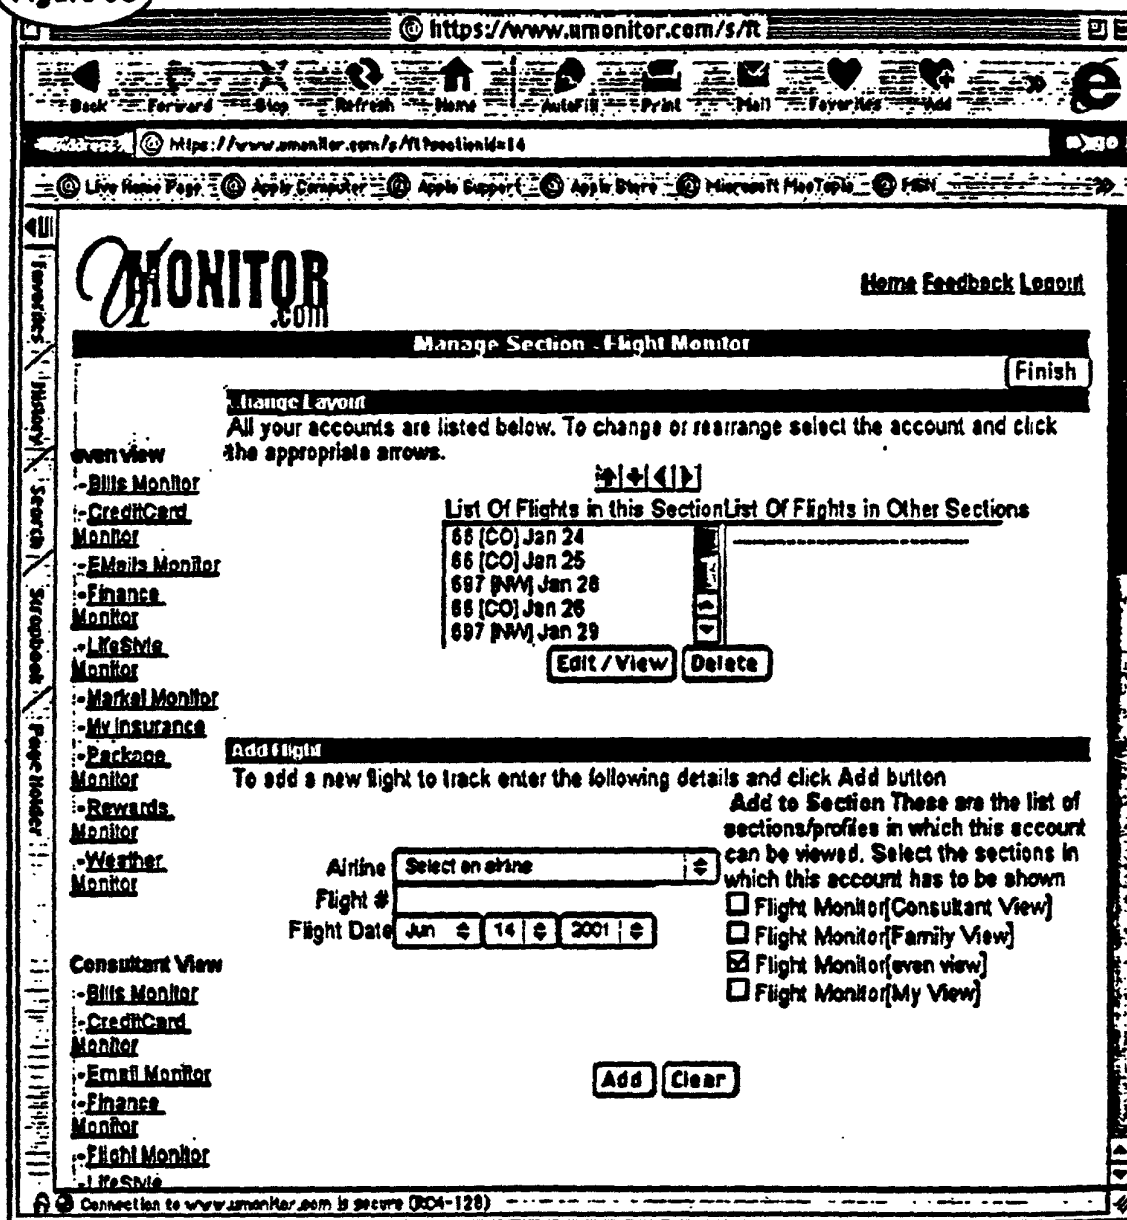 https://www.umonitor.com/s/ft
Back Forward Stop Refresh Home AutoFill Print Mail Favorites Add
Address https://www.umonitor.com/s/ft?sectionid=14 go
Live Home Page Apple Computer Apple Support Apple Store Microsoft MacTopia MSN
Favorites
History
Search
Scrapbook
Page Holder
UMONITOR
.com
Home Feedback Logout
Manage Section - Flight Monitor
Finish
Change Layout
All your accounts are listed below. To change or rearrange select the account and click
the appropriate arrows.
even view
-Bills Monitor
-CreditCard
Monitor
-EMails Monitor
-Finance
Monitor
-LifeStyle
Monitor
-Market Monitor
-My Insurance
-Package
Monitor
-Rewards
Monitor
-Weather
Monitor
List Of Flights in this Section List Of Flights in Other Sections
66 [CO] Jan 24
66 [CO] Jan 25
697 [NW] Jan 28
66 [CO] Jan 26
697 [NW] Jan 29
Edit / View Delete
Add Flight
To add a new flight to track enter the following details and click Add button
Add to Section These are the list of
sections/profiles in which this account
can be viewed. Select the sections in
which this account has to be shown
Airline Select an airline
Flight #
Flight Date Jun 14 2001
Flight Monitor[Consultant View]
Flight Monitor[Family View]
Flight Monitor[even view]
Flight Monitor[My View]
Consultant View
-Bills Monitor
-CreditCard
Monitor
-Email Monitor
-Finance
Monitor
-Flight Monitor
-LifeStyle
Add Clear
Connection to www.umonitor.com is secure (RC4-128)